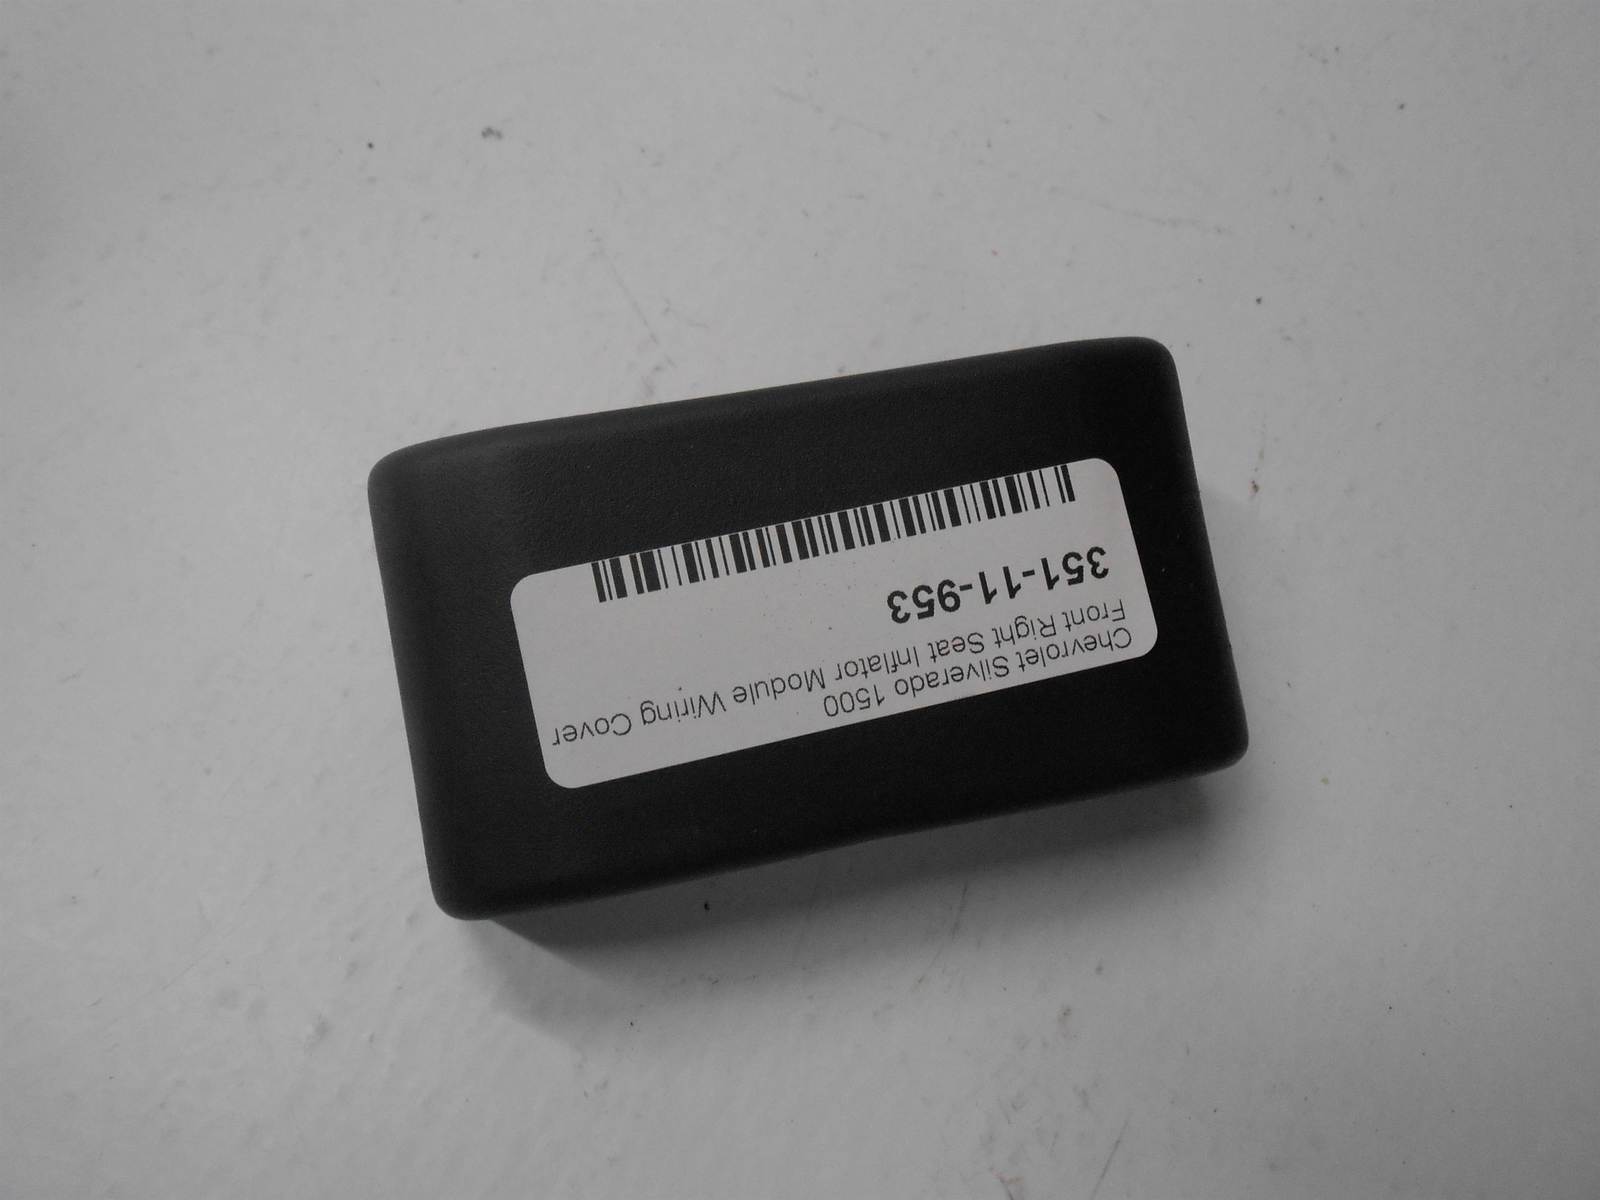 Chevrolet Silverado 1500
Front Right Seat Inflator Module Wiring Cover
351-11-953